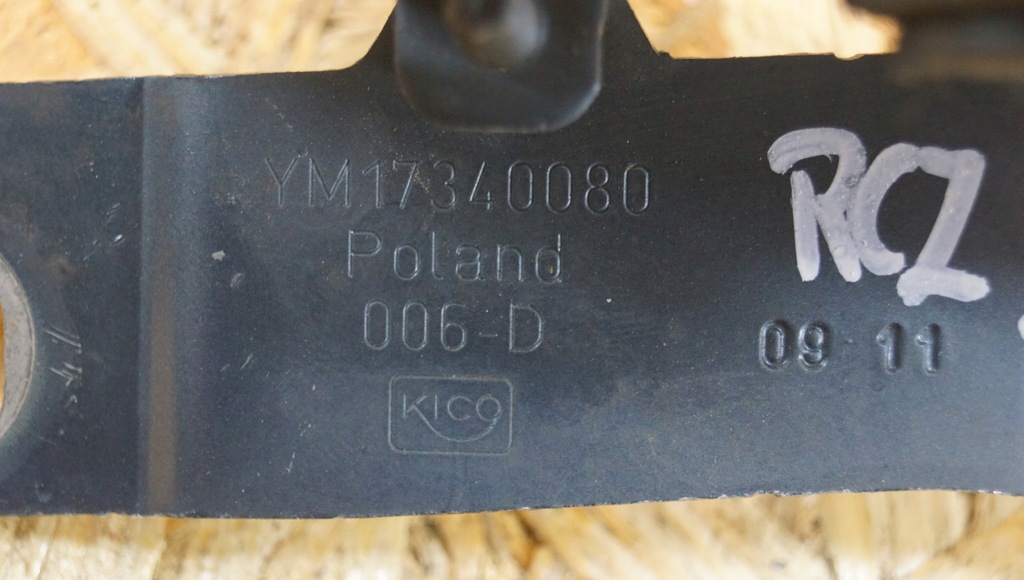 YM17340080
Poland
006-D
KICO
RCZ
09 11